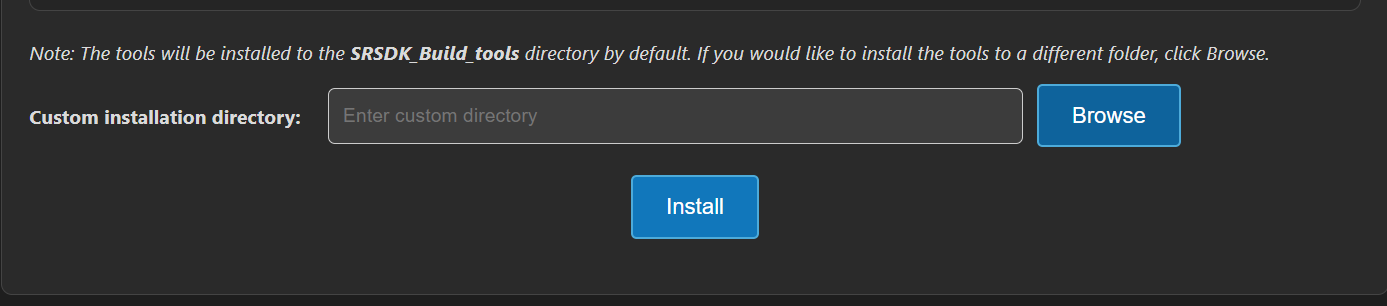 Note: The tools will be installed to the SRSDK_Build_tools directory by default. If you would like to install the tools to a different folder, click Browse.
Custom installation directory: Enter custom directory Browse
Install